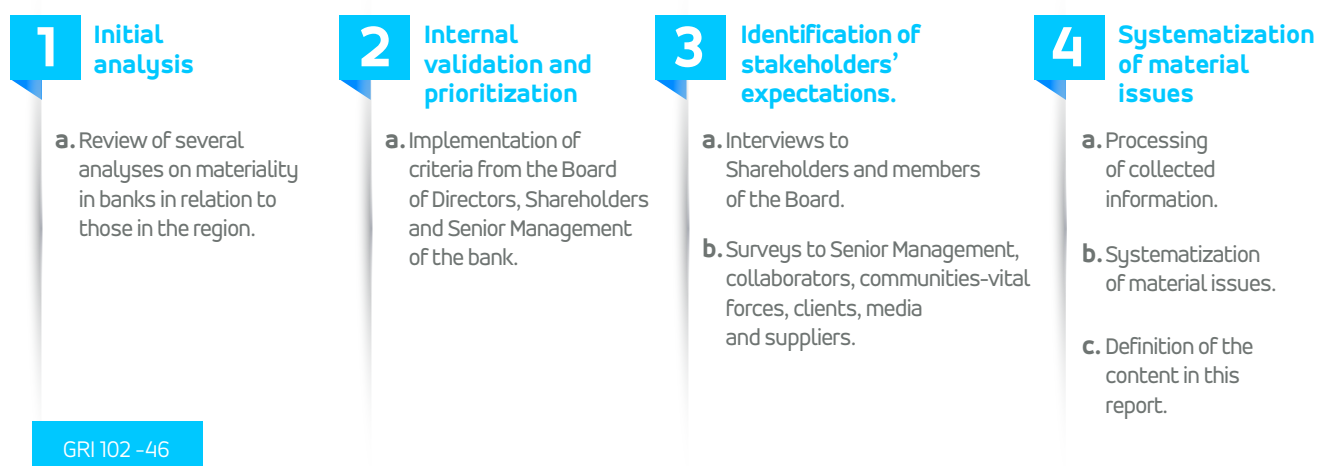 1
Initial
analysis
a. Review of several
analyses on materiality
in banks in relation to
those in the region.
2
Internal
validation and
prioritization
a. Implementation of
criteria from the Board
of Directors, Shareholders
and Senior Management
of the bank.
3
Identification of
stakeholders’
expectations.
a. Interviews to
Shareholders and members
of the Board.
b. Surveys to Senior Management,
collaborators, communities-vital
forces, clients, media
and suppliers.
4
Systematization
of material
issues
a. Processing
of collected
information.
b. Systematization
of material issues.
c. Definition of the
content in this
report.
GRI 102 -46